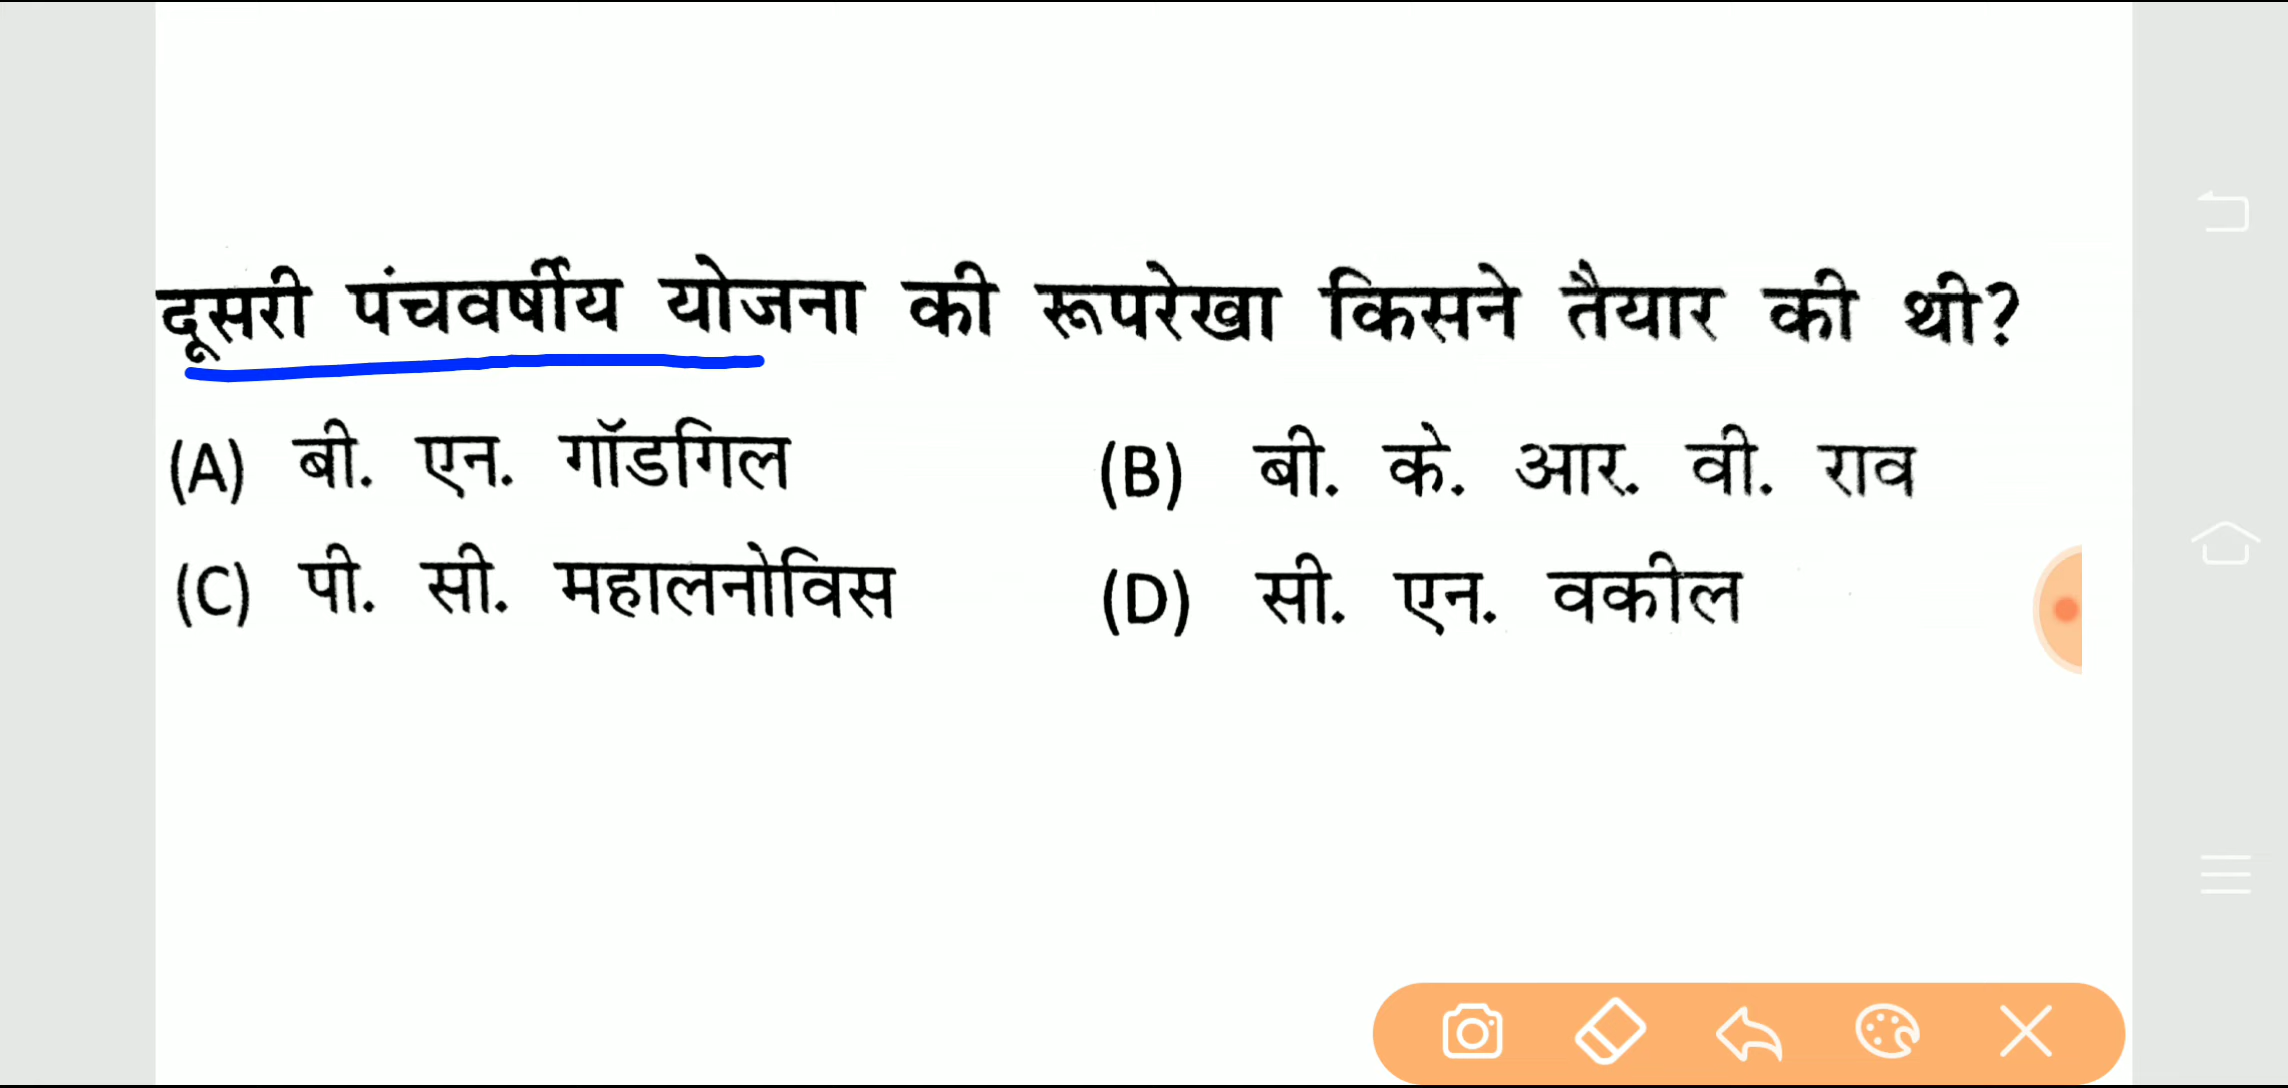 दूसरी पंचवर्षीय योजना की रूपरेखा किसने तैयार की थी?
(A) बी. एन. गॉडगिल (B) बी. के. आर. वी. राव
(C) पी. सी. महालनोविस (D) सी. एन. वकील